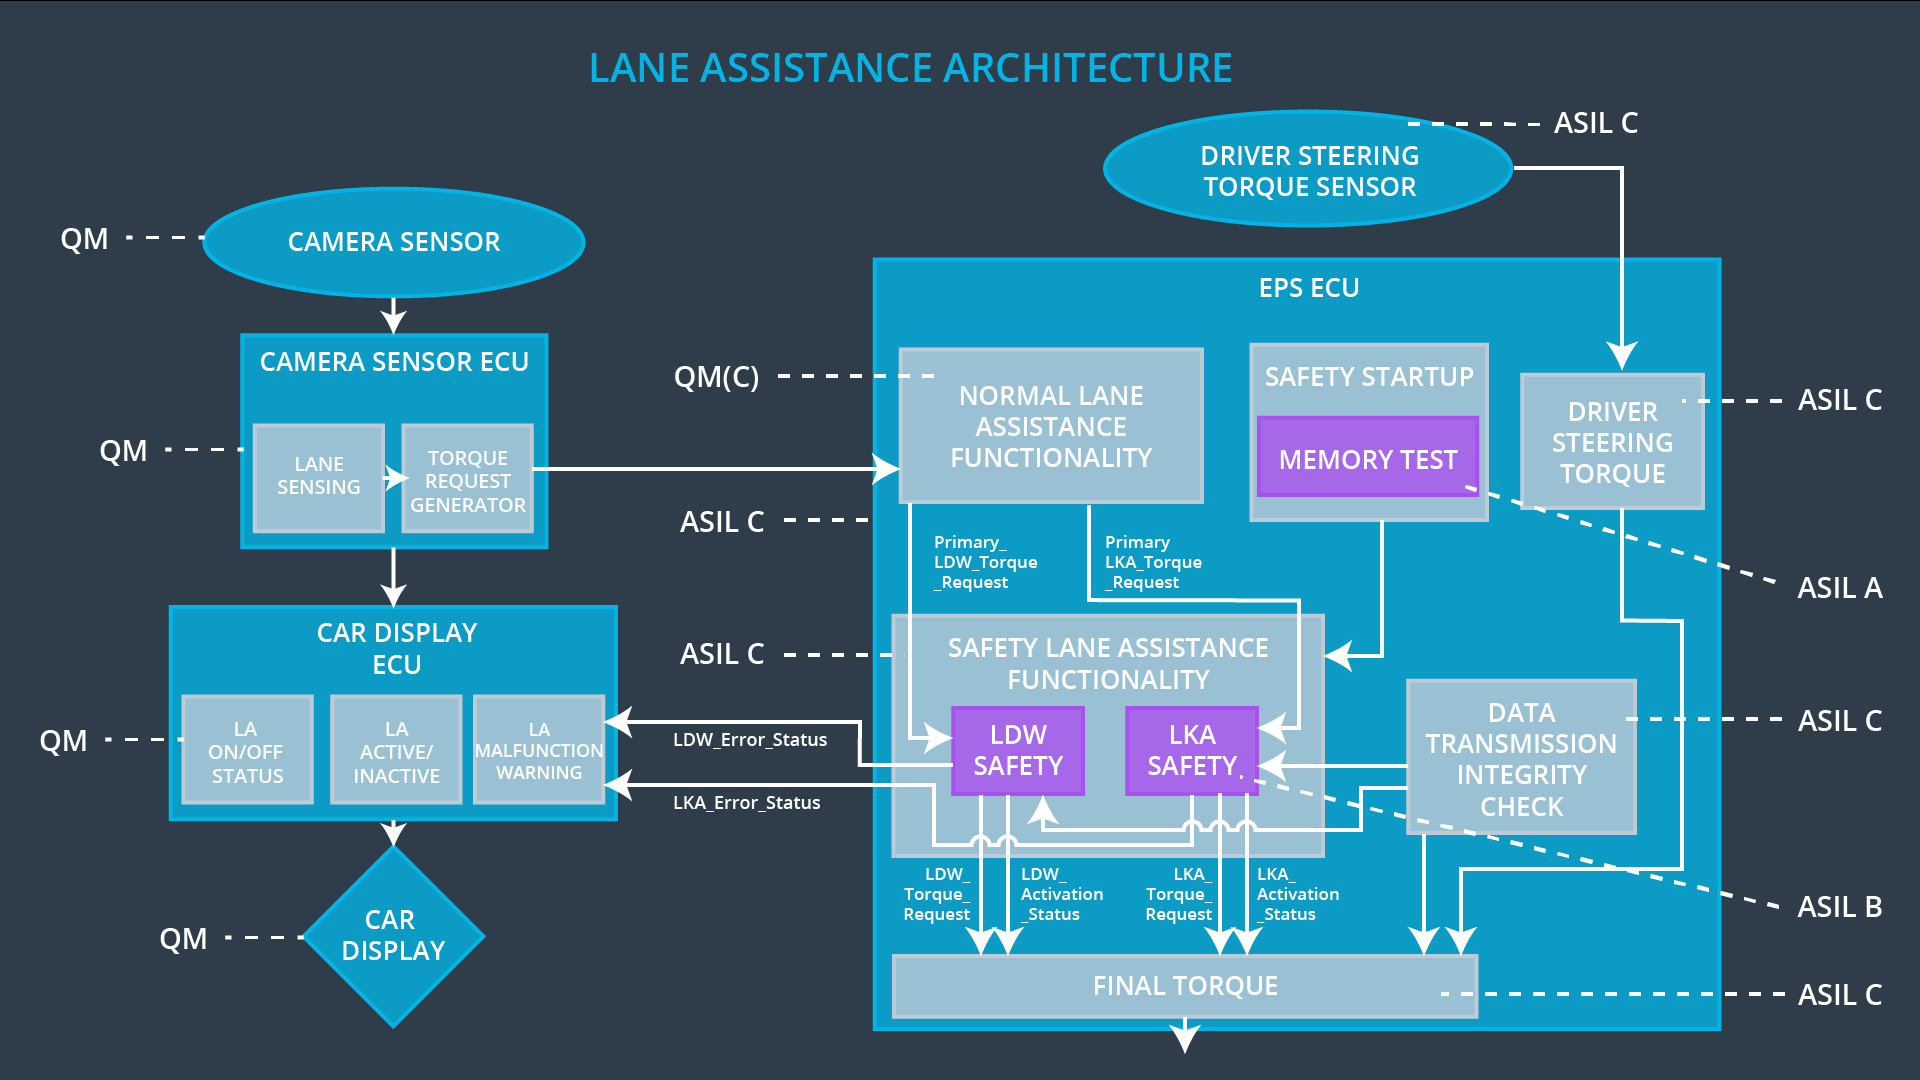 LANE ASSISTANCE ARCHITECTURE
ASIL C
DRIVER STEERING
TORQUE SENSOR
QM
CAMERA SENSOR
EPS ECU
CAMERA SENSOR ECU
QM
LANE
SENSING
TORQUE
REQUEST
GENERATOR
QM(C)
NORMAL LANE
ASSISTANCE
FUNCTIONALITY
SAFETY STARTUP
MEMORY TEST
DRIVER
STEERING
TORQUE
ASIL C
ASIL C
Primary_
LDW_Torque
_Request
Primary
LKA_Torque
_Request
ASIL A
CAR DISPLAY
ECU
QM
LA
ON/OFF
STATUS
LA
ACTIVE/
INACTIVE
LA
MALFUNCTION
WARNING
ASIL C
SAFETY LANE ASSISTANCE
FUNCTIONALITY
LDW
SAFETY
LKA
SAFETY
LDW_Error_Status
LKA_Error_Status
DATA
TRANSMISSION
INTEGRITY
CHECK
ASIL C
LDW_
Torque_
Request
LDW_
Activation
_Status
LKA_
Torque_
Request
LKA_
Activation
_Status
ASIL B
QM
CAR
DISPLAY
FINAL TORQUE
ASIL C